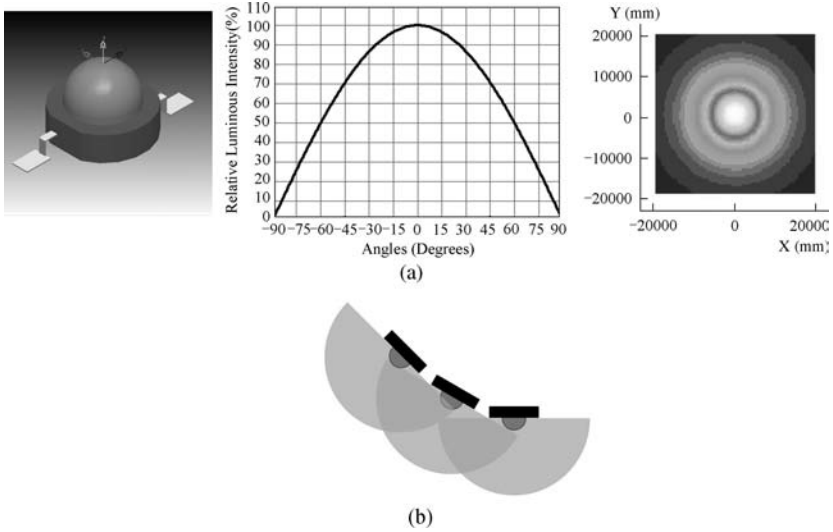 Relative Luminous Intensity(%)
110
100
90
80
70
60
50
40
30
20
10
0
−90 −75 −60 −45 −30 −15 0 15 30 45 60 75 90
Angles (Degrees)
Y (mm)
20000
10000
0
−10000
−20000
−20000 0 20000
X (mm)
(a)
(b)